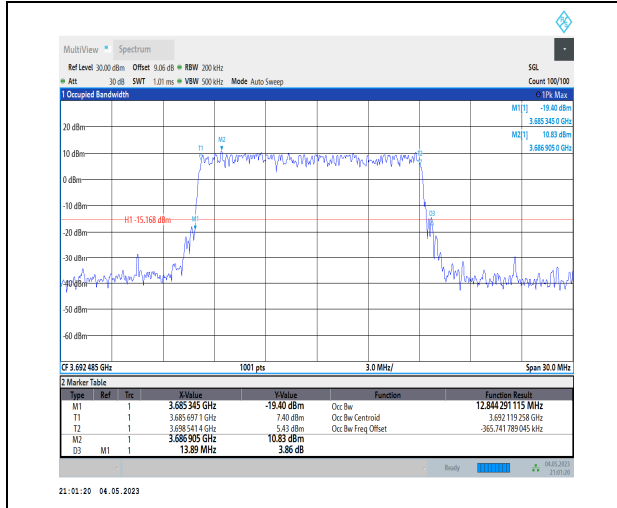 MultiView Spectrum
Ref Level 30.00 dBm Offset 9.06 dB RBW 200 kHz SGL
Att 30 dB SWT 1.01 ms VBW 500 kHz Mode Auto Sweep Count 100/100
1 Occupied Bandwidth 1Pk Max
M1[1] -19.40 dBm
3.685 345 0 GHz
M2[1] 10.83 dBm
3.686 905 0 GHz
20 dBm
M2
T1
T2
10 dBm
0 dBm
-10 dBm
D3
H1 -15.168 dBm M1
-20 dBm
-30 dBm
-40 dBm
-50 dBm
-60 dBm
CF 3.692 485 GHz 1001 pts 3.0 MHz/ Span 30.0 MHz
2 Marker Table
Type Ref Trc X-Value Y-Value Function Function Result
M1 1 3.685 345 GHz -19.40 dBm Occ Bw 12.844 291 115 MHz
T1 1 3.685 697 1 GHz 7.40 dBm Occ Bw Centroid 3.692 119 258 GHz
T2 1 3.698 541 4 GHz 5.43 dBm Occ Bw Freq Offset -365.741 789 045 kHz
M2 1 3.686 905 GHz 10.83 dBm
D3 M1 1 13.89 MHz 3.86 dB
Ready 04.05.2023
21:01:20
21:01:20 04.05.2023